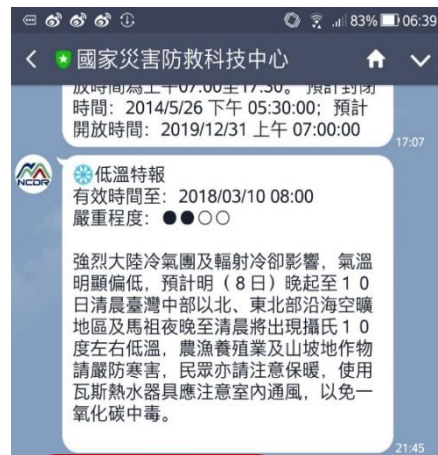 83% 06:39
國家災害防救科技中心
放時間為上午07:00至17:30。 預計封閉
時間：2014/5/26 下午 05:30:00；預計
開放時間：2019/12/31 上午 07:00:00
17:07
NCDR
低溫特報
有效時間至：2018/03/10 08:00
嚴重程度：●●○○
強烈大陸冷氣團及輻射冷卻影響，氣溫
明顯偏低，預計明（8日）晚起至１０
日清晨臺灣中部以北、東北部沿海空曠
地區及馬祖夜晚至清晨將出現攝氏１０
度左右低溫，農漁養殖業及山坡地作物
請嚴防寒害，民眾亦請注意保暖，使用
瓦斯熱水器具應注意室內通風，以免一
氧化碳中毒。
21:45